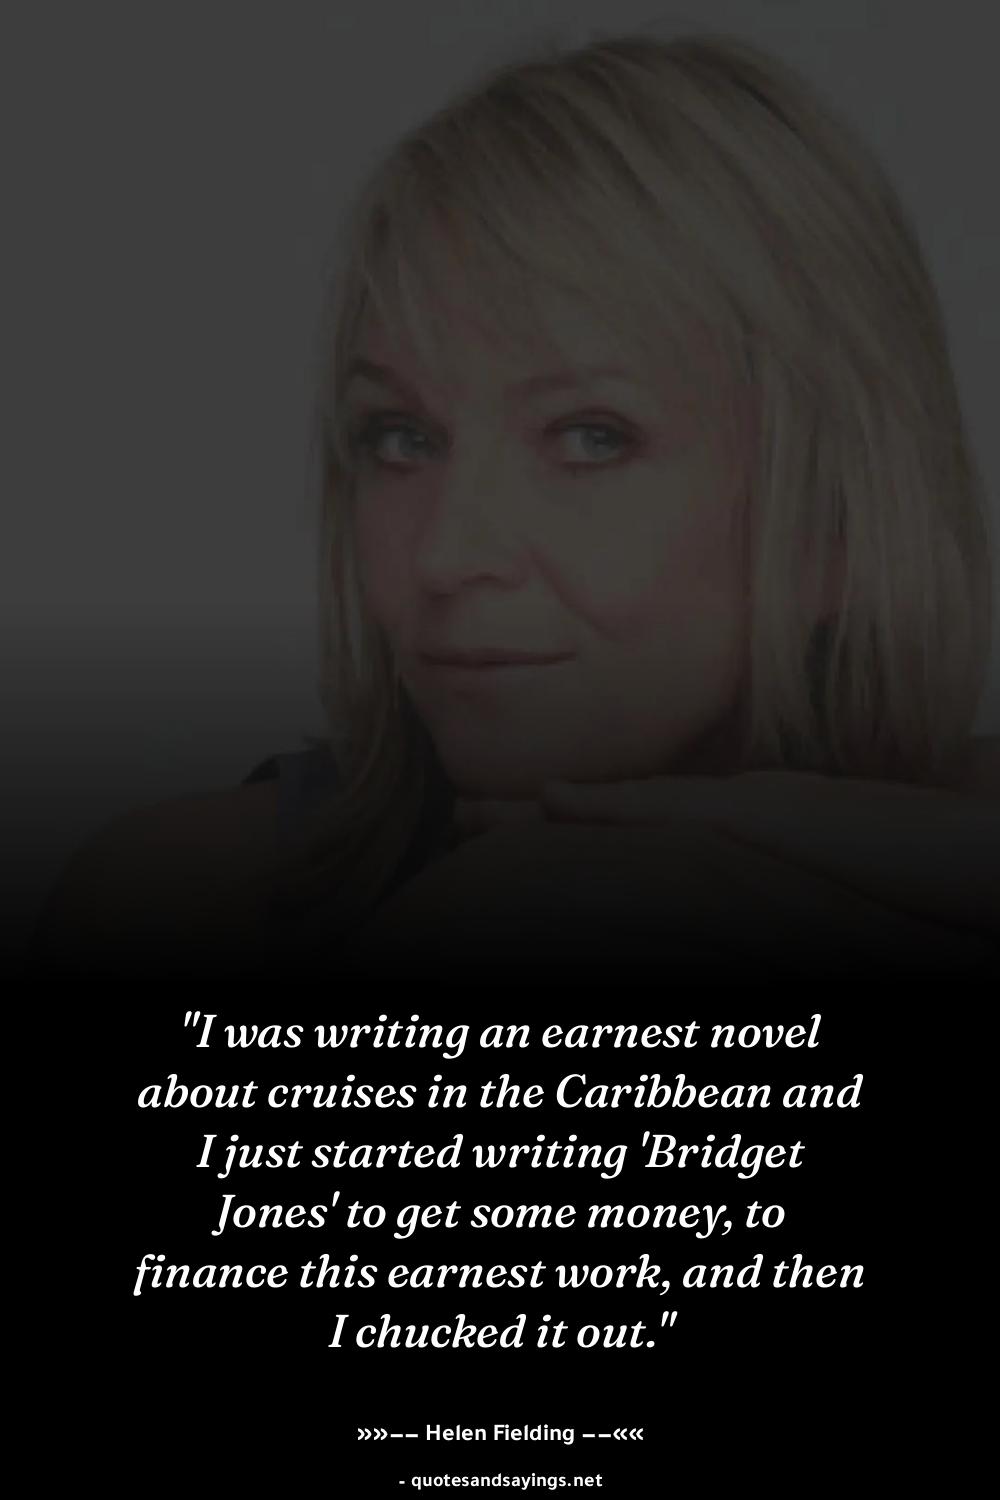 "I was writing an earnest novel
about cruises in the Caribbean and
I just started writing 'Bridget
Jones' to get some money, to
finance this earnest work, and then
I chucked it out."
»»−− Helen Fielding −−««
- quotesandsayings.net